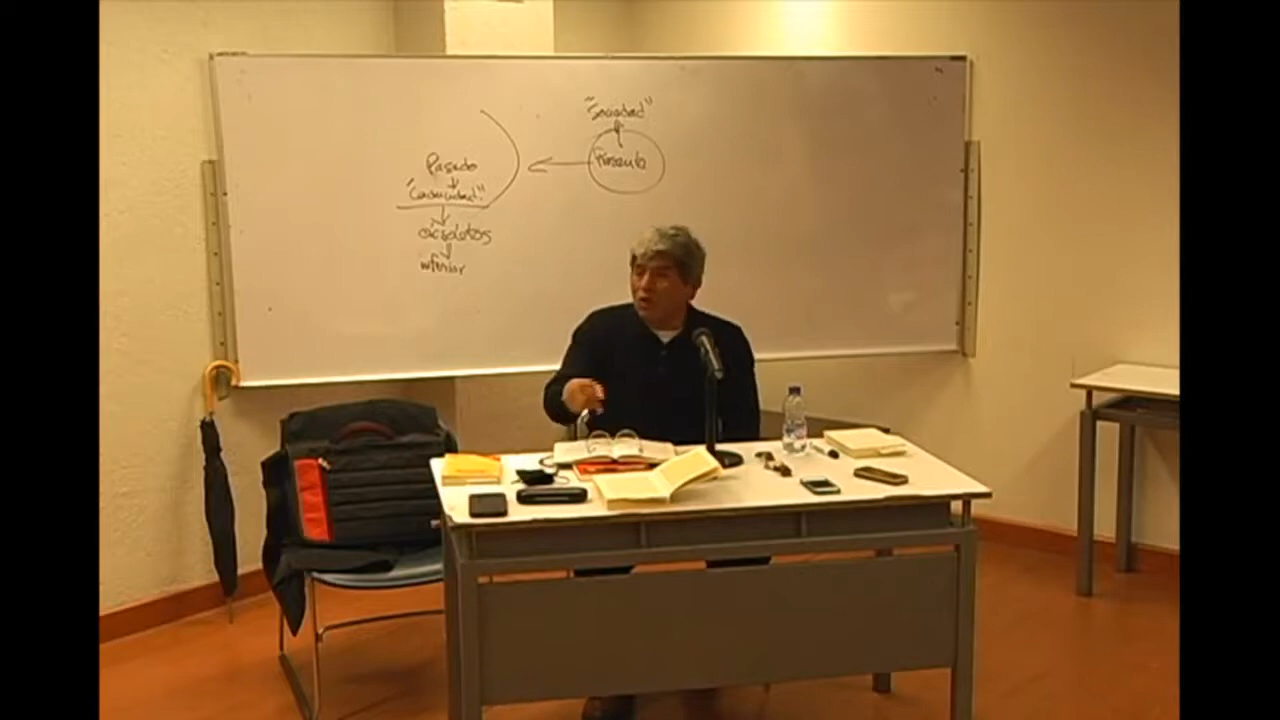 "Sociedad"
Presente
Pasado
"Comunidad"
obsoletos
inferior